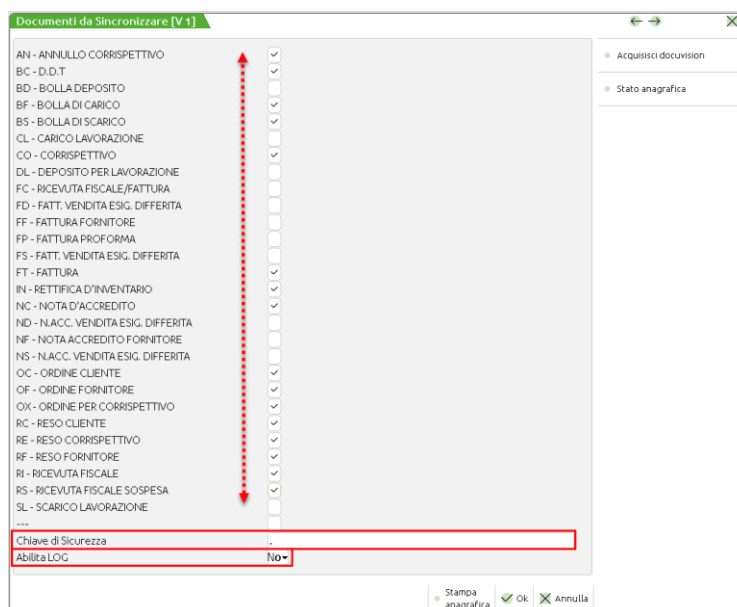 Documenti da Sincronizzare [V 1]
AN - ANNULLO CORRISPETTIVO
BC - D.D.T
BD - BOLLA DEPOSITO
BF - BOLLA DI CARICO
BS - BOLLA DI SCARICO
CL - CARICO LAVORAZIONE
CO - CORRISPETTIVO
DL - DEPOSITO PER LAVORAZIONE
FC - RICEVUTA FISCALE/FATTURA
FD - FATT. VENDITA ESIG. DIFFERITA
FF - FATTURA FORNITORE
FP - FATTURA PROFORMA
FS - FATT. VENDITA ESIG. DIFFERITA
FT - FATTURA
IN - RETTIFICA D'INVENTARIO
NC - NOTA D'ACCREDITO
ND - N.ACC. VENDITA ESIG. DIFFERITA
NF - NOTA ACCREDITO FORNITORE
NS - N.ACC. VENDITA ESIG. DIFFERITA
OC - ORDINE CLIENTE
OF - ORDINE FORNITORE
OX - ORDINE PER CORRISPETTIVO
RC - RESO CLIENTE
RE - RESO CORRISPETTIVO
RF - RESO FORNITORE
RI - RICEVUTA FISCALE
RS - RICEVUTA FISCALE SOSPESA
SL - SCARICO LAVORAZIONE
---
Chiave di Sicurezza .
Abilita LOG No
Acquisisci docuvision
Stato anagrafica
Stampa
anagrafica
Ok
Annulla